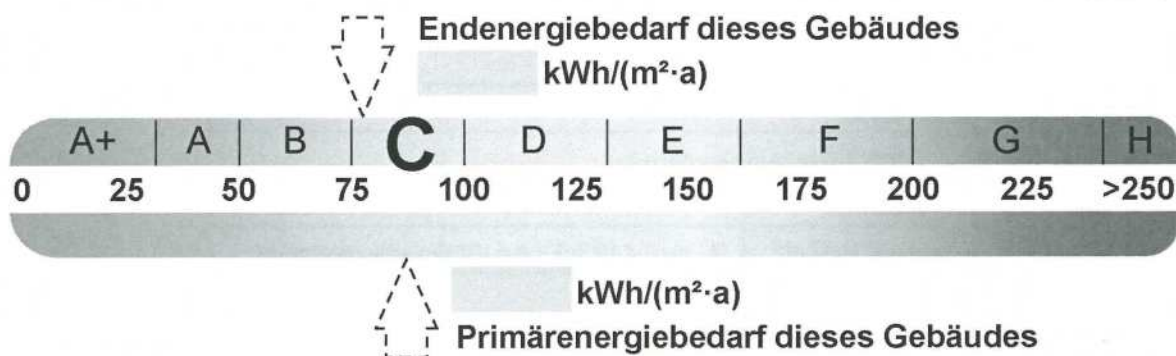 Endenergiebedarf dieses Gebäudes
kWh/(m²·a)
A+ A B C D E F G H
0 25 50 75 100 125 150 175 200 225 >250
kWh/(m²·a)
Primärenergiebedarf dieses Gebäudes